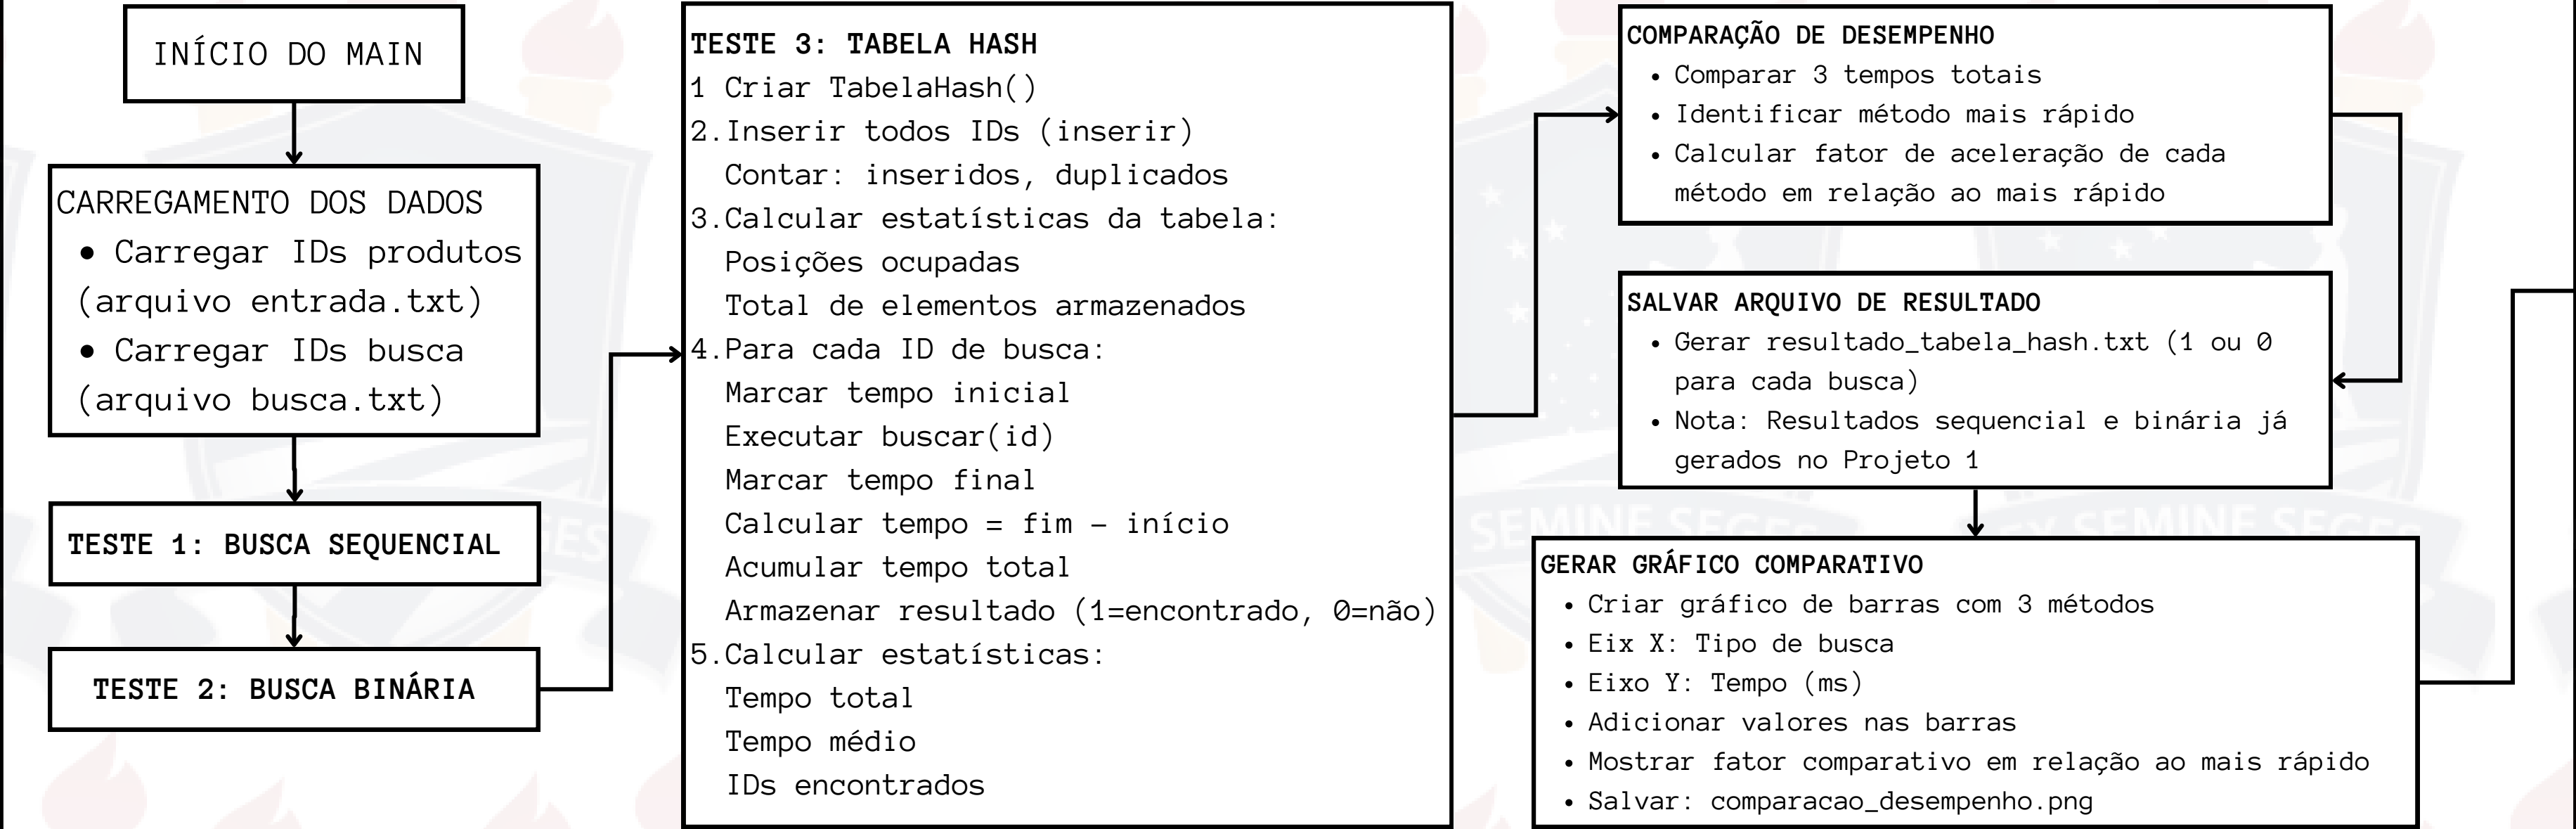 INÍCIO DO MAIN
CARREGAMENTO DOS DADOS
• Carregar IDs produtos
(arquivo entrada.txt)
• Carregar IDs busca
(arquivo busca.txt)
TESTE 1: BUSCA SEQUENCIAL
TESTE 2: BUSCA BINÁRIA
TESTE 3: TABELA HASH
1 Criar TabelaHash()
2.Inserir todos IDs (inserir)
Contar: inseridos, duplicados
3.Calcular estatísticas da tabela:
Posições ocupadas
Total de elementos armazenados
4.Para cada ID de busca:
Marcar tempo inicial
Executar buscar(id)
Marcar tempo final
Calcular tempo = fim - início
Acumular tempo total
Armazenar resultado (1=encontrado, 0=não)
5.Calcular estatísticas:
Tempo total
Tempo médio
IDs encontrados
COMPARAÇÃO DE DESEMPENHO
• Comparar 3 tempos totais
• Identificar método mais rápido
• Calcular fator de aceleração de cada
método em relação ao mais rápido
SALVAR ARQUIVO DE RESULTADO
• Gerar resultado_tabela_hash.txt (1 ou 0
para cada busca)
• Nota: Resultados sequencial e binária já
gerados no Projeto 1
SEMINE SEGES
EX SEMINE SEGES
GERAR GRÁFICO COMPARATIVO
• Criar gráfico de barras com 3 métodos
• Eix X: Tipo de busca
• Eixo Y: Tempo (ms)
• Adicionar valores nas barras
• Mostrar fator comparativo em relação ao mais rápido
• Salvar: comparacao_desempenho.png